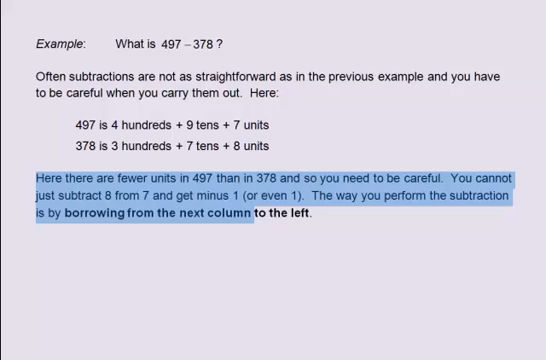 Example: What is 497 – 378 ?
Often subtractions are not as straightforward as in the previous example and you have
to be careful when you carry them out. Here:
497 is 4 hundreds + 9 tens + 7 units
378 is 3 hundreds + 7 tens + 8 units
Here there are fewer units in 497 than in 378 and so you need to be careful. You cannot
just subtract 8 from 7 and get minus 1 (or even 1). The way you perform the subtraction
is by borrowing from the next column to the left.